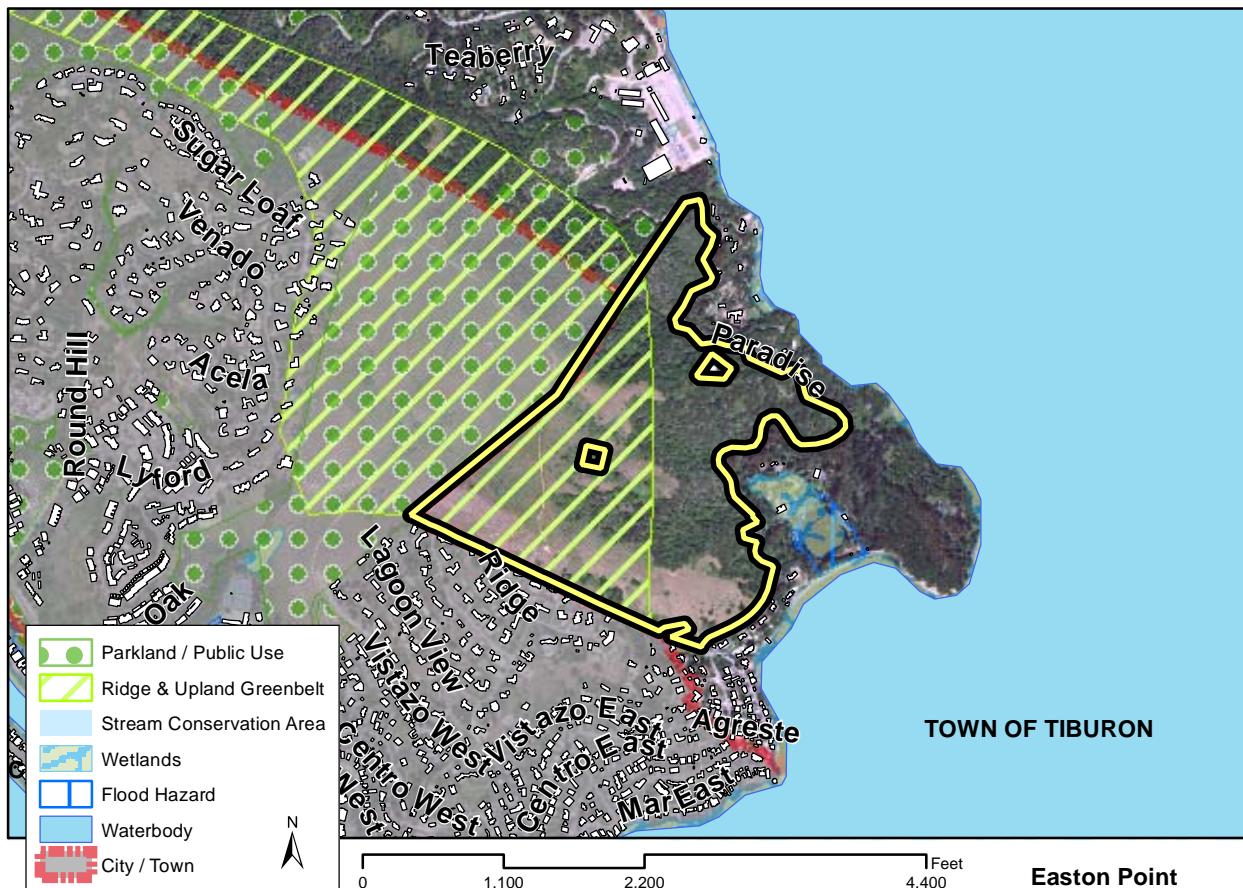 Teaberry
Sugar Loaf
Venado
Acela
Round Hill
Lyford
Oak
Paradise
Ridge
Lagoon View
Vistazo West
Vistazo East
Centro West
Centro East
West
Agreste
Mar East
TOWN OF TIBURON
Parkland / Public Use
Ridge & Upland Greenbelt
Stream Conservation Area
Wetlands
Flood Hazard
Waterbody
City / Town
N
Feet
0 1,100 2,200 4,400
Easton Point